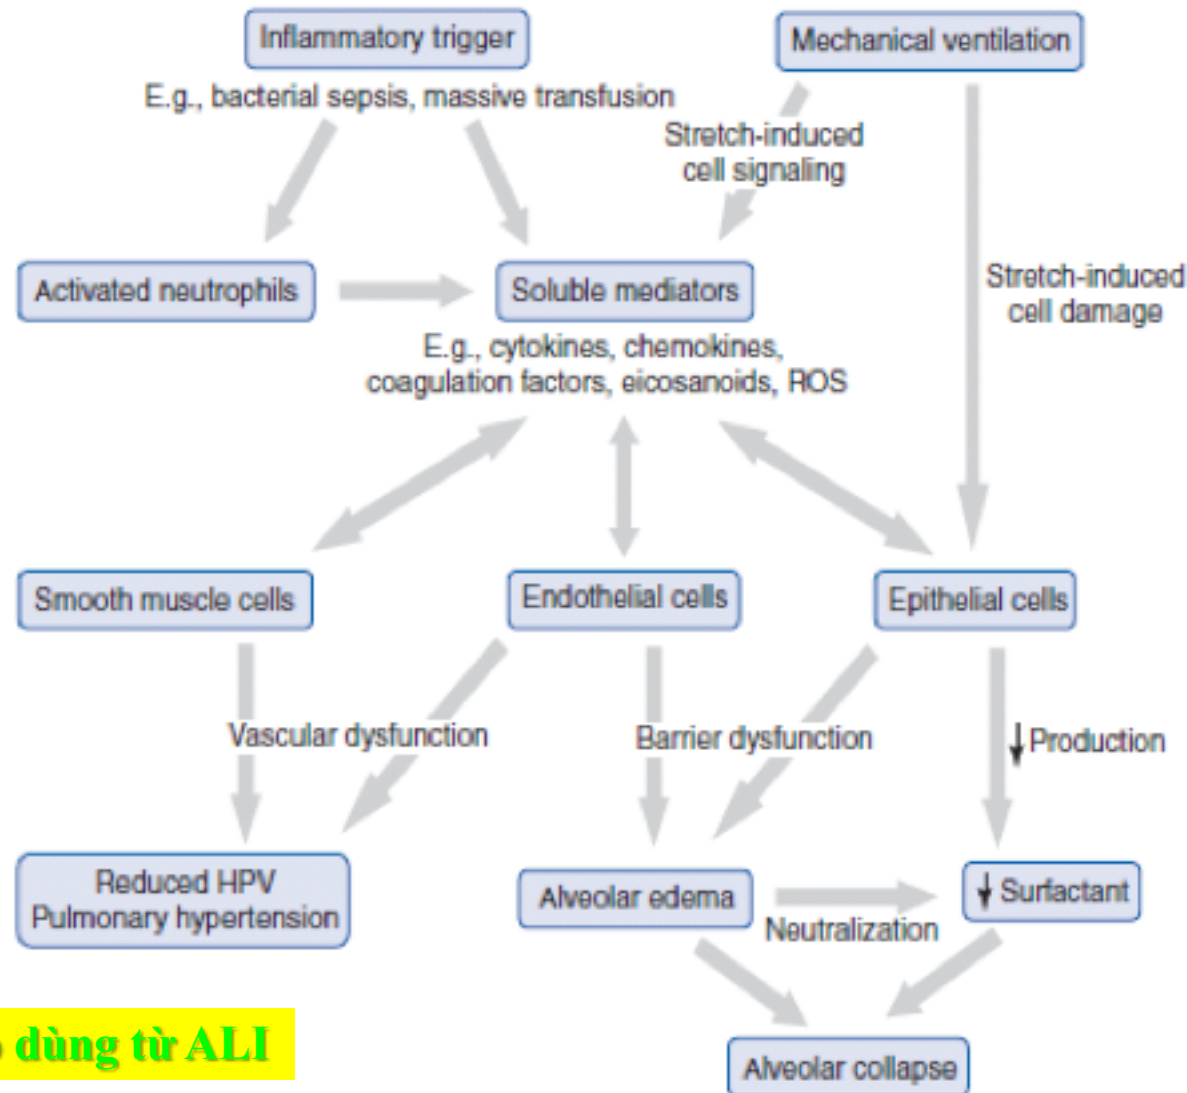 Inflammatory trigger
Mechanical ventilation
E.g., bacterial sepsis, massive transfusion
Stretch-induced
cell signaling
Activated neutrophils
Soluble mediators
Stretch-induced
cell damage
E.g., cytokines, chemokines,
coagulation factors, eicosanoids, ROS
Smooth muscle cells
Endothelial cells
Epithelial cells
Vascular dysfunction
Barrier dysfunction
↓ Production
Reduced HPV
Pulmonary hypertension
Alveolar edema
Neutralization
↓ Surfactant
dùng từ ALI
Alveolar collapse